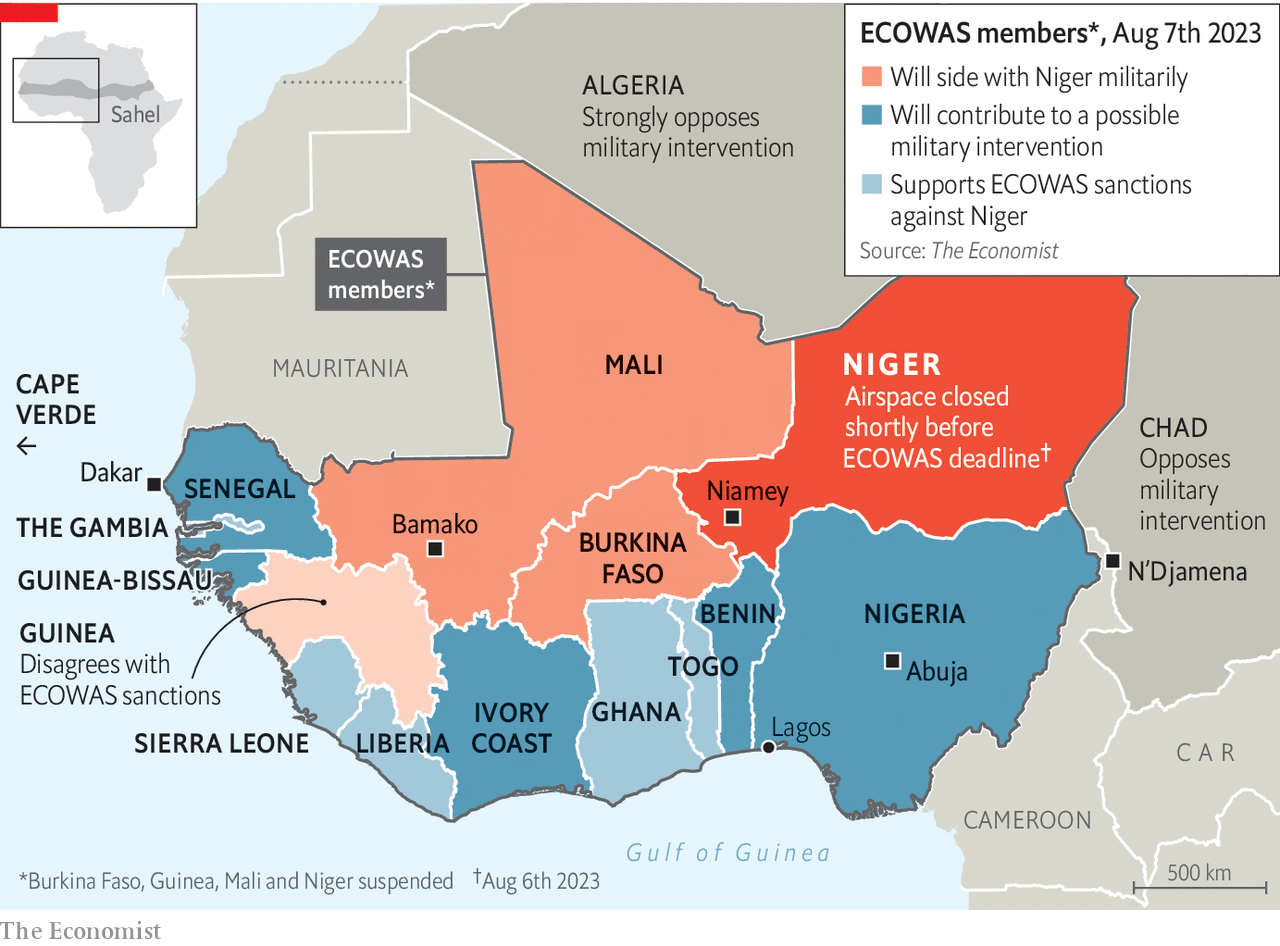 Sahel
ECOWAS members*, Aug 7th 2023
Will side with Niger militarily
Will contribute to a possible
military intervention
Supports ECOWAS sanctions
against Niger
Source: The Economist
ALGERIA
Strongly opposes
military intervention
ECOWAS
members*
MAURITANIA
MALI
NIGER
Airspace closed
shortly before
ECOWAS deadline†
CAPE
VERDE
←
CHAD
Opposes
military
intervention
Dakar
SENEGAL
Niamey
THE GAMBIA
Bamako
BURKINA
FASO
GUINEA-BISSAU
N'Djamena
BENIN
NIGERIA
GUINEA
Disagrees with
ECOWAS sanctions
TOGO
Abuja
GHANA
IVORY
COAST
SIERRA LEONE
LIBERIA
Lagos
CAR
CAMEROON
Gulf of Guinea
500 km
*Burkina Faso, Guinea, Mali and Niger suspended †Aug 6th 2023
The Economist